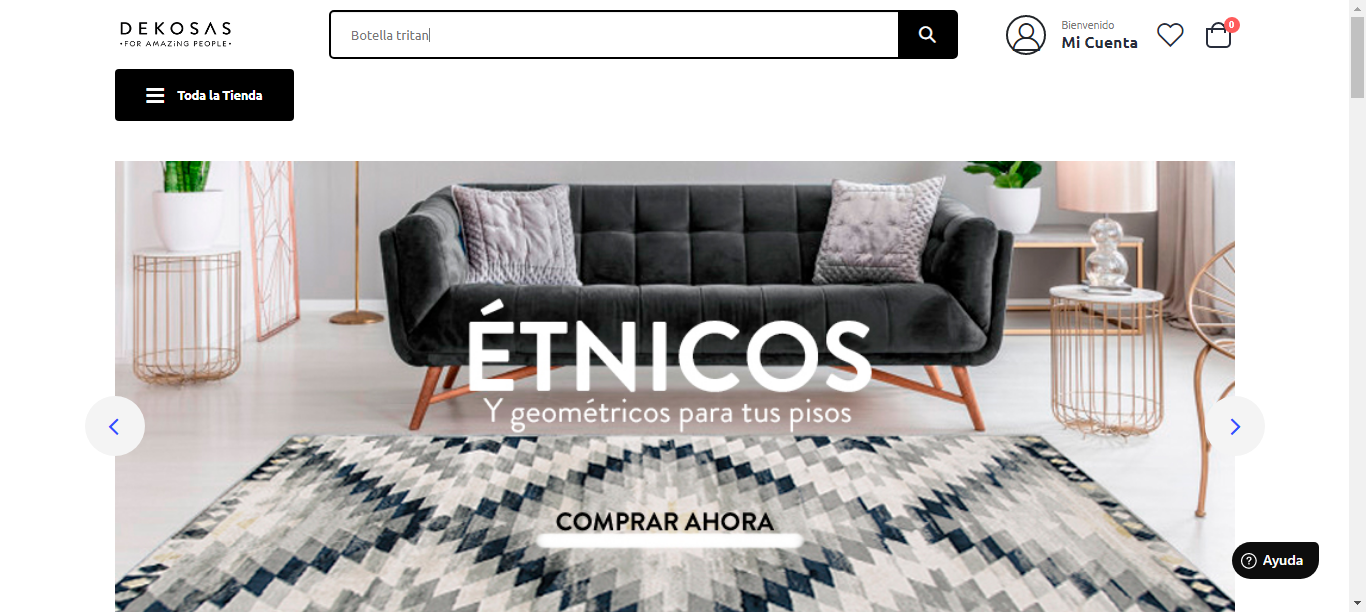 DEKOSAS
•FOR AMAZING PEOPLE•
Botella tritan
Bienvenido
Mi Cuenta
0
Toda la Tienda
ÉTNICOS
Y geométricos para tus pisos
COMPRAR AHORA
Ayuda